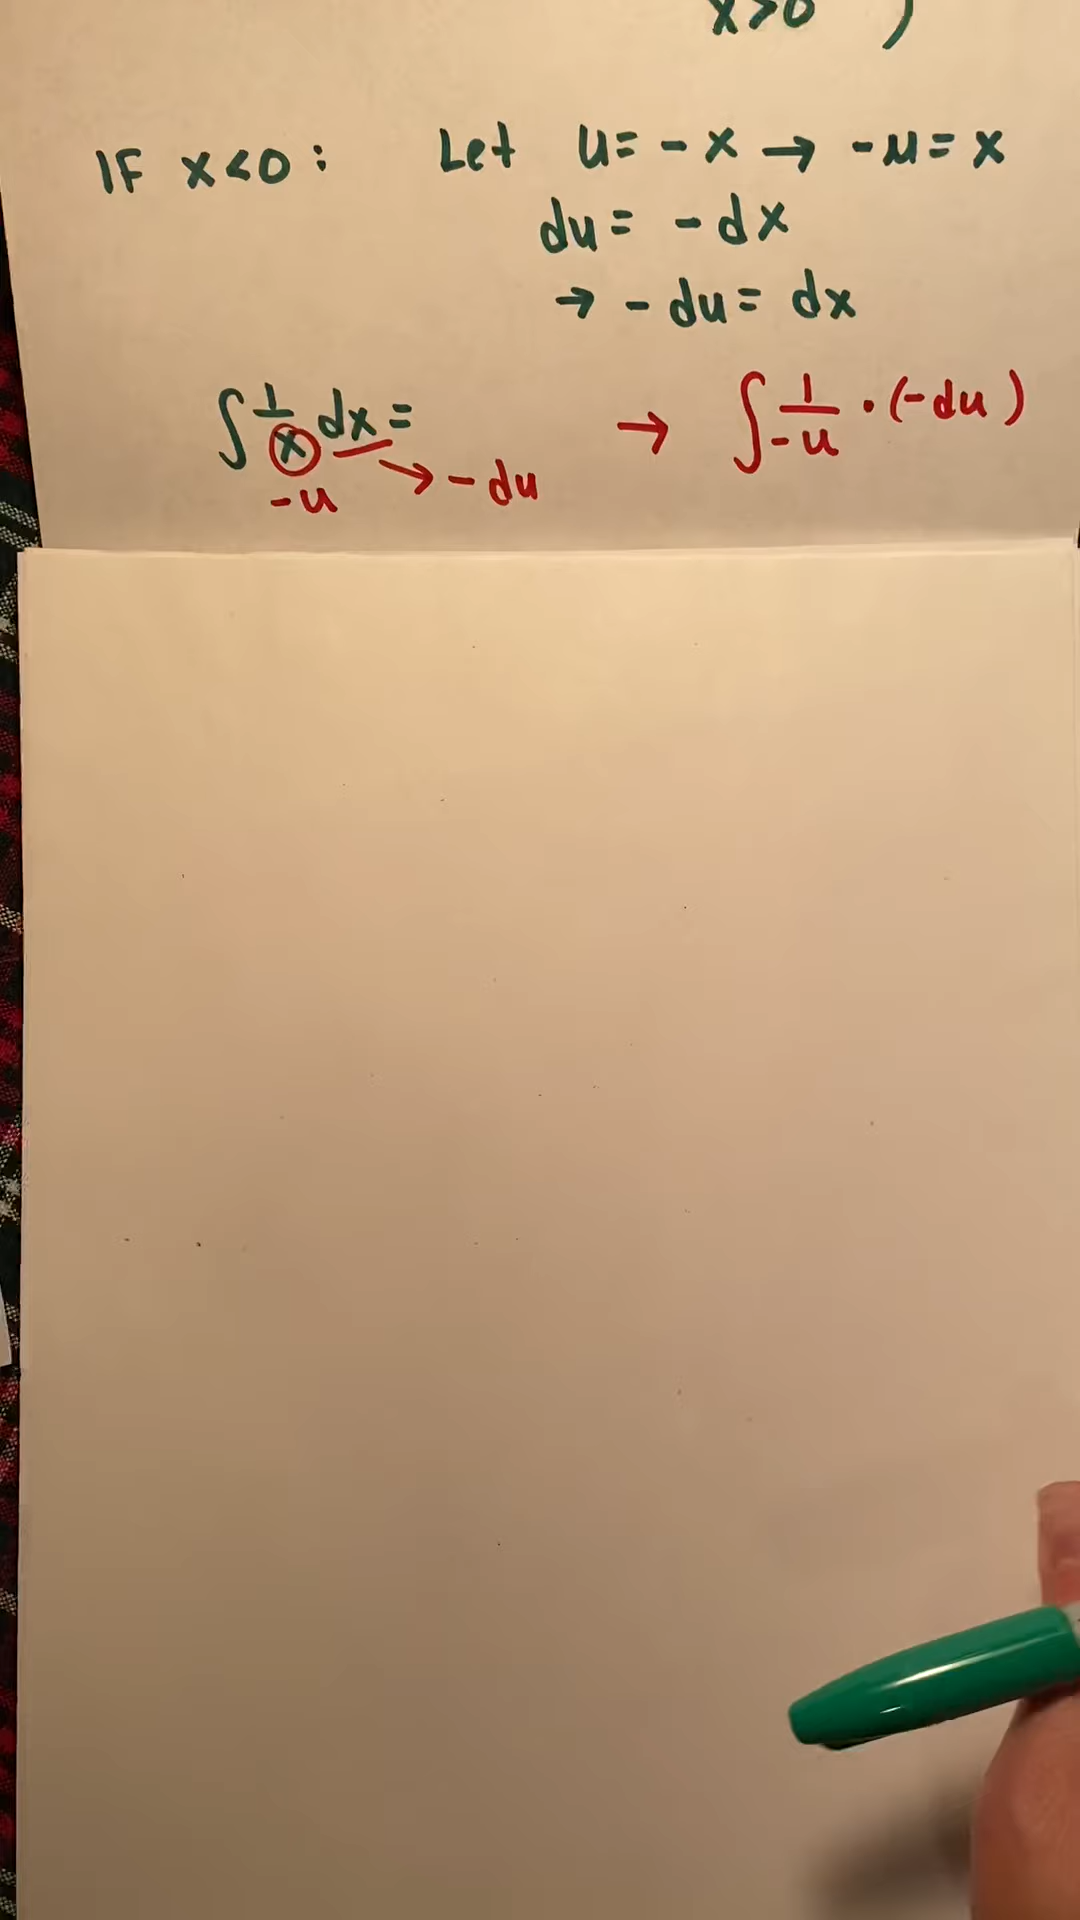 x>0 )
IF x<0 : Let u = - x → - u = x
du = - dx
→ - du = dx
∫ 1/x dx = → ∫ 1/-u · (-du)
-u → - du